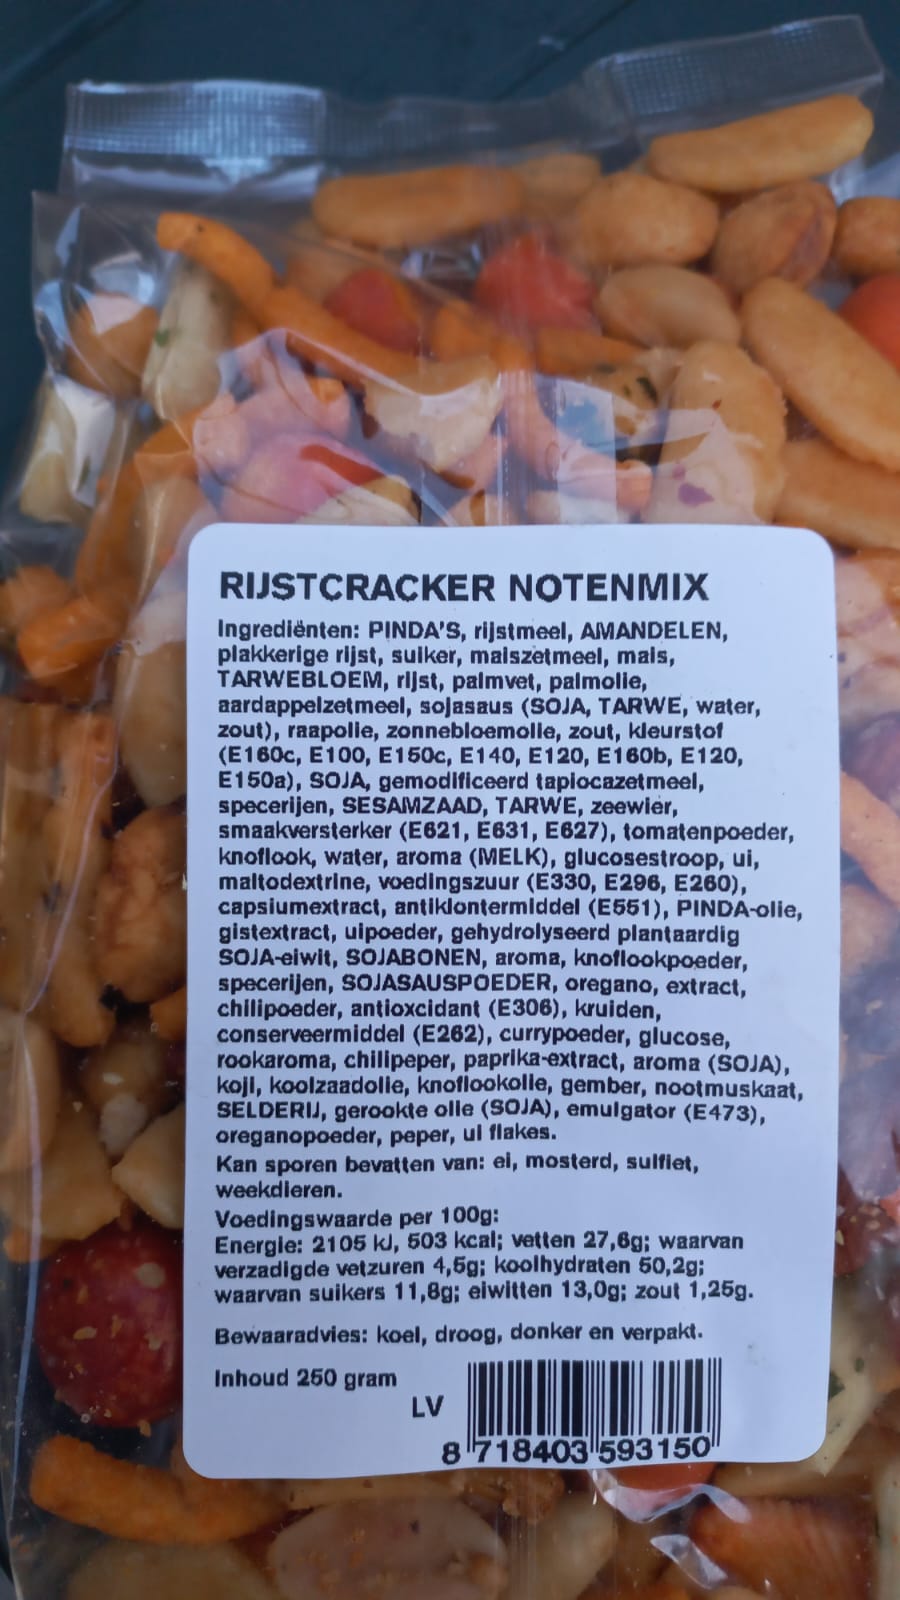 RIJSTCRACKER NOTENMIX
Ingrediënten: PINDA'S, rijstmeel, AMANDELEN,
plakkerige rijst, suiker, maiszetmeel, mais,
TARWEBLOEM, rijst, palmvet, palmolie,
aardappelzetmeel, sojasaus (SOJA, TARWE, water,
zout), raapolie, zonnebloemolie, zout, kleurstof
(E160c, E100, E150c, E140, E120, E160b, E120,
E150a), SOJA, gemodificeerd tapiocazetmeel,
specerijen, SESAMZAAD, TARWE, zeewier,
smaakversterker (E621, E631, E627), tomatenpoeder,
knoflook, water, aroma (MELK), glucosestroop, ui,
maltodextrine, voedingszuur (E330, E296, E260),
capsiumextract, antiklontermiddel (E551), PINDA-olie,
gistextract, uipoeder, gehydrolyseerd plantaardig
SOJA-eiwit, SOJABONEN, aroma, knoflookpoeder,
specerijen, SOJASAUSPOEDER, oregano, extract,
chilipoeder, antioxcidant (E306), kruiden,
conserveermiddel (E262), currypoeder, glucose,
rookaroma, chilipeper, paprika-extract, aroma (SOJA),
koji, koolzaadolie, knoflookolie, gember, nootmuskaat,
SELDERIJ, gerookte olie (SOJA), emulgator (E473),
oreganopoeder, peper, ui flakes.
Kan sporen bevatten van: ei, mosterd, sulfiet,
weekdieren.
Voedingswaarde per 100g:
Energie: 2105 kJ, 503 kcal; vetten 27,6g; waarvan
verzadigde vetzuren 4,5g; koolhydraten 50,2g;
waarvan suikers 11,8g; eiwitten 13,0g; zout 1,25g.
Bewaaradvies: koel, droog, donker en verpakt.
Inhoud 250 gram
LV
8 718403 593150